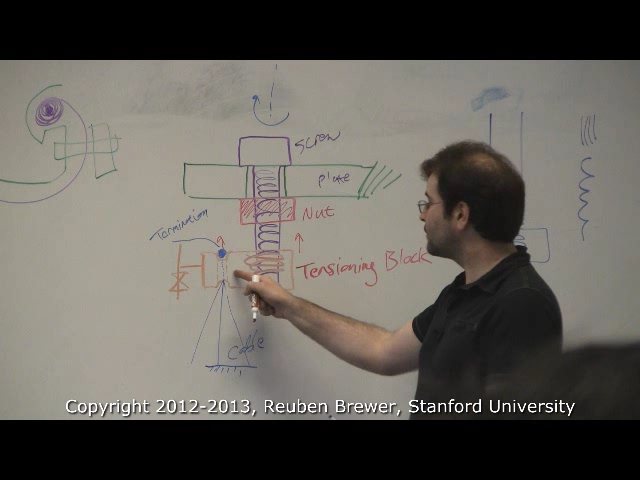 Screw
Plate
Nut
Termination
Tensioning Block
Cable
Copyright 2012-2013, Reuben Brewer, Stanford University